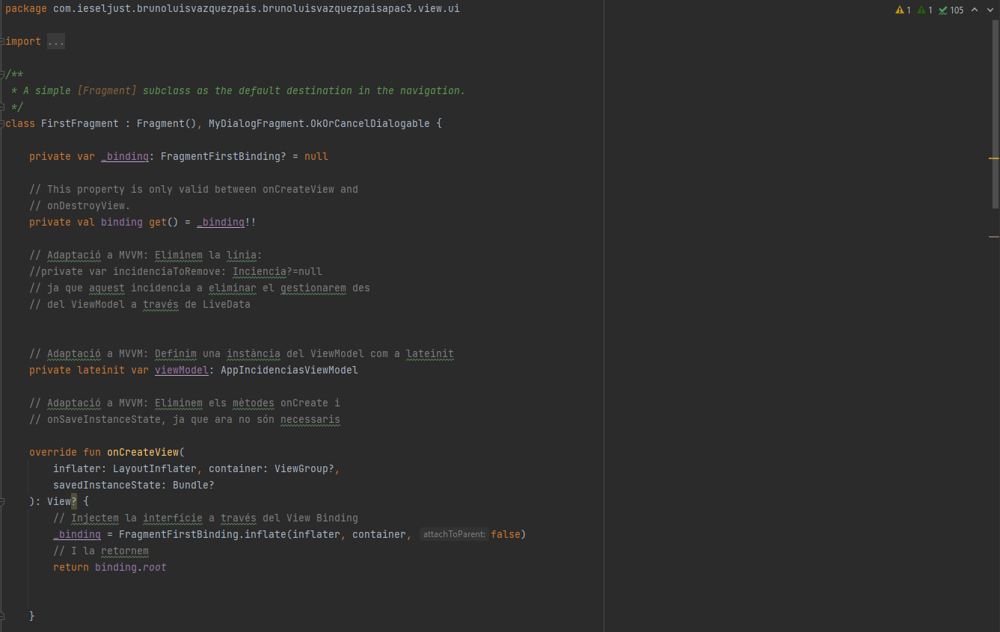 package com.ieseljust.brunoluisvazquezpais.brunoluisvazquezpaisapac3.view.ui
1 1 105
import ...
/**
 * A simple [Fragment] subclass as the default destination in the navigation.
 */
class FirstFragment : Fragment(), MyDialogFragment.OkOrCancelDialogable {
    private var _binding: FragmentFirstBinding? = null
    // This property is only valid between onCreateView and
    // onDestroyView.
    private val binding get() = _binding!!
    // Adaptació a MVVM: Eliminem la línia:
    //private var incidenciaToRemove: Inciencia?=null
    // ja que aquest incidencia a eliminar el gestionarem des
    // del ViewModel a través de LiveData
    // Adaptació a MVVM: Definim una instància del ViewModel com a lateinit
    private lateinit var viewModel: AppIncidenciasViewModel
    // Adaptació a MVVM: Eliminem els mètodes onCreate i
    // onSaveInstanceState, ja que ara no són necessaris
    override fun onCreateView(
        inflater: LayoutInflater, container: ViewGroup?,
        savedInstanceState: Bundle?
    ): View? {
        // Injectem la interfície a través del View Binding
        _binding = FragmentFirstBinding.inflate(inflater, container, attachToParent: false)
        // I la retornem
        return binding.root
    }